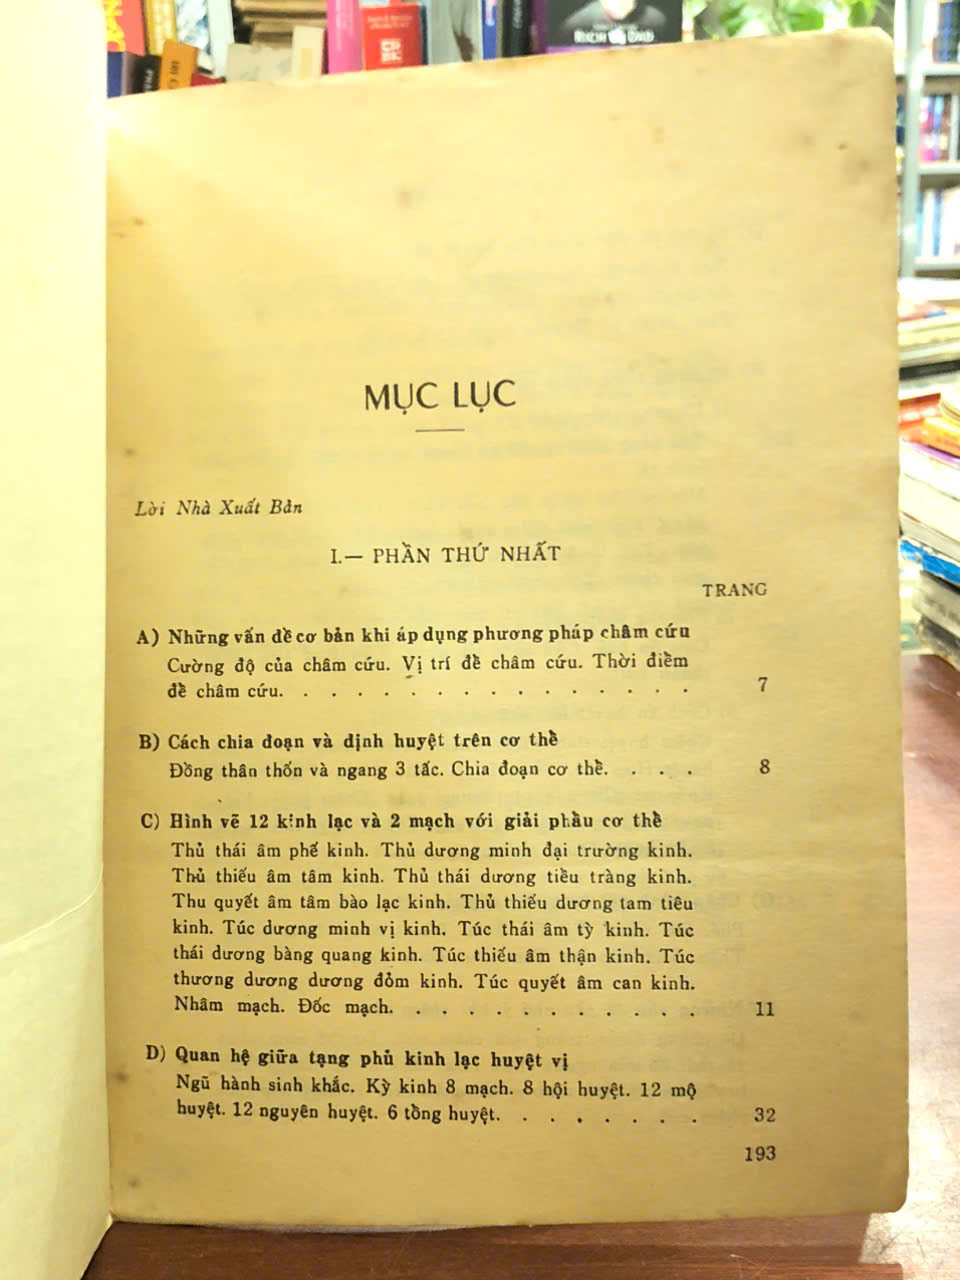 RICH DAD
MỤC LỤC
Lời Nhà Xuất Bản
I.— PHẦN THỨ NHẤT
TRANG
A) Những vấn đề cơ bản khi áp dụng phương pháp châm cứu
Cường độ của châm cứu. Vị trí để châm cứu. Thời điểm
để châm cứu. . . . . . . . . . . . . . . . 7
B) Cách chia đoạn và định huyệt trên cơ thể
Đồng thân thốn và ngang 3 tấc. Chia đoạn cơ thể. . . . . 8
C) Hình vẽ 12 kinh lạc và 2 mạch với giải phầu cơ thể
Thủ thái âm phế kinh. Thủ dương minh đại trường kinh.
Thủ thiếu âm tâm kinh. Thủ thái dương tiểu tràng kinh.
Thu quyết âm tâm bào lạc kinh. Thủ thiếu dương tam tiêu
kinh. Túc dương minh vị kinh. Túc thái âm tỳ kinh. Túc
thái dương bàng quang kinh. Túc thiếu âm thận kinh. Túc
thương dương dương đỏm kinh. Túc quyết âm can kinh.
Nhâm mạch. Đốc mạch. . . . . . . . . . . . 11
D) Quan hệ giữa tạng phủ kinh lạc huyệt vị
Ngũ hành sinh khắc. Kỳ kinh 8 mạch. 8 hội huyệt. 12 mộ
huyệt. 12 nguyên huyệt. 6 tổng huyệt. . . . . . . . 32
193